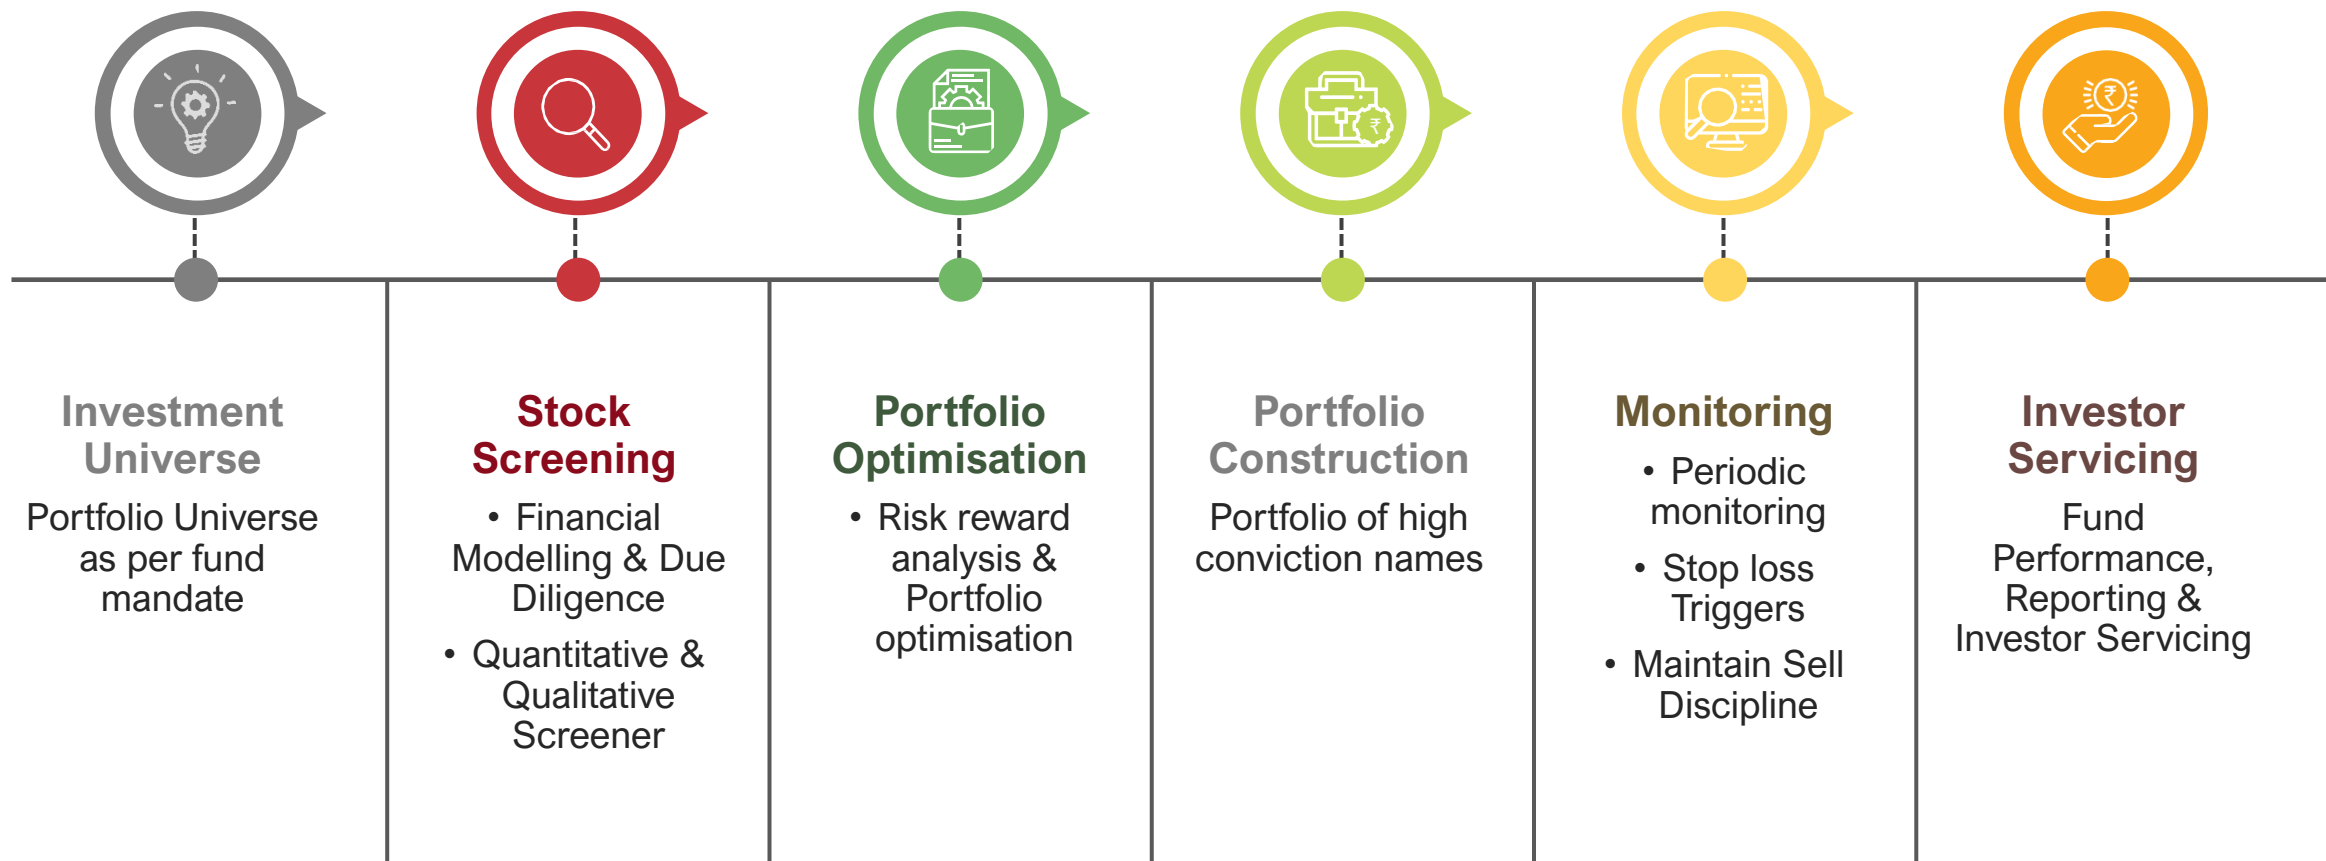 ₹
₹
Investment
Universe
Portfolio Universe
as per fund
mandate
Stock
Screening
• Financial
Modelling & Due
Diligence
• Quantitative &
Qualitative
Screener
Portfolio
Optimisation
• Risk reward
analysis &
Portfolio
optimisation
Portfolio
Construction
Portfolio of high
conviction names
Monitoring
• Periodic
monitoring
• Stop loss
Triggers
• Maintain Sell
Discipline
Investor
Servicing
Fund
Performance,
Reporting &
Investor Servicing